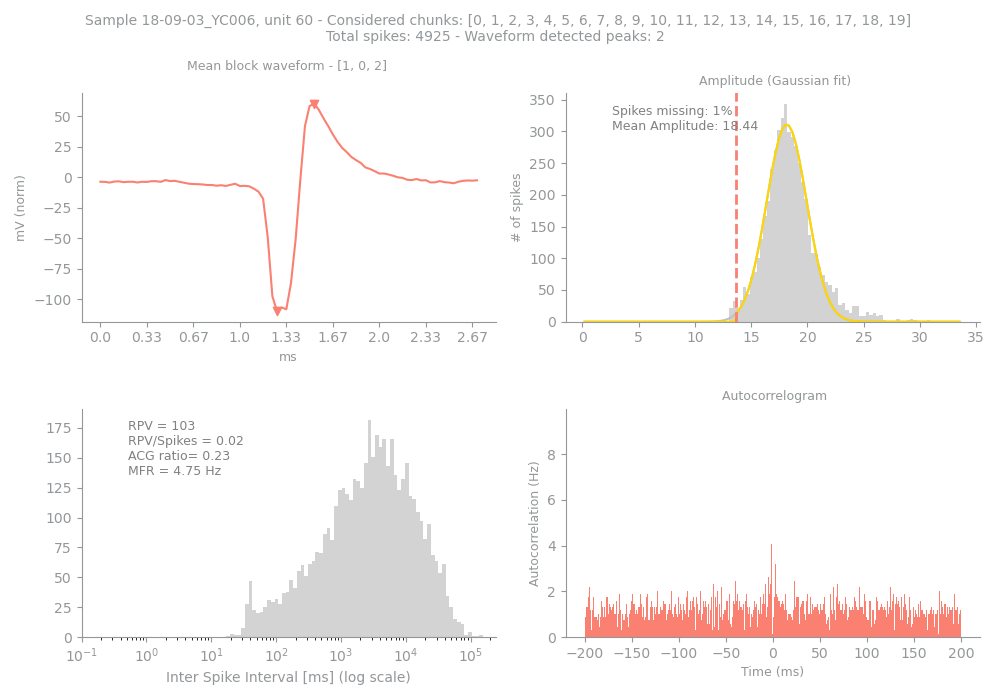 Sample 18-09-03_YC006, unit 60 - Considered chunks: [0, 1, 2, 3, 4, 5, 6, 7, 8, 9, 10, 11, 12, 13, 14, 15, 16, 17, 18, 19]
Total spikes: 4925 - Waveform detected peaks: 2
Mean block waveform - [1, 0, 2]
50
25
0
−25
−50
−75
−100
mV (norm)
0.0 0.33 0.67 1.0 1.33 1.67 2.0 2.33 2.67
ms
Amplitude (Gaussian fit)
Spikes missing: 1%
Mean Amplitude: 18.44
350
300
250
200
150
100
50
0
# of spikes
0 5 10 15 20 25 30 35
RPV = 103
RPV/Spikes = 0.02
ACG ratio= 0.23
MFR = 4.75 Hz
175
150
125
100
75
50
25
0
10⁻¹ 10⁰ 10¹ 10² 10³ 10⁴ 10⁵
Inter Spike Interval [ms] (log scale)
Autocorrelogram
8
6
4
2
0
Autocorrelation (Hz)
−200 −150 −100 −50 0 50 100 150 200
Time (ms)